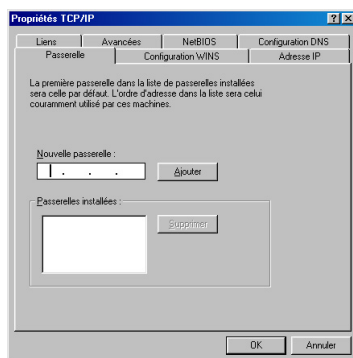 Propriétés TCP/IP
Liens Avancées NetBIOS Configuration DNS
Passerelle Configuration WINS Adresse IP
La première passerelle dans la liste de passerelles installées
sera celle par défaut. L'ordre d'adresse dans la liste sera celui
couramment utilisé par ces machines.
Nouvelle passerelle :
. . .
Ajouter
Passerelles installées :
Supprimer
OK Annuler